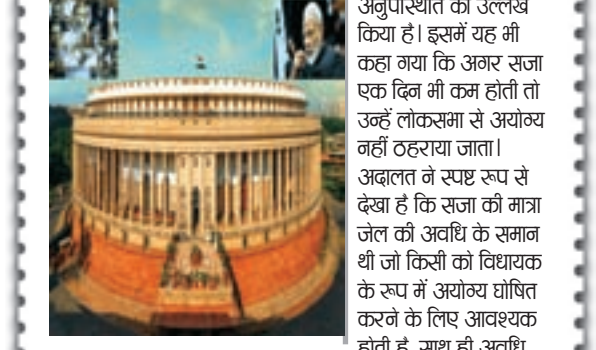 अनुपस्थिति का उल्लेख
किया है। इसमें यह भी
कहा गया कि अगर सजा
एक दिन भी कम होती तो
उन्हें लोकसभा से अयोग्य
नहीं ठहराया जाता।
अदालत ने स्पष्ट रूप से
देखा है कि सजा की मात्रा
जेल की अवधि के समान
थी जो किसी को विधायक
के रूप में अयोग्य घोषित
करने के लिए आवश्यक
होती है, साथ ही अवधि